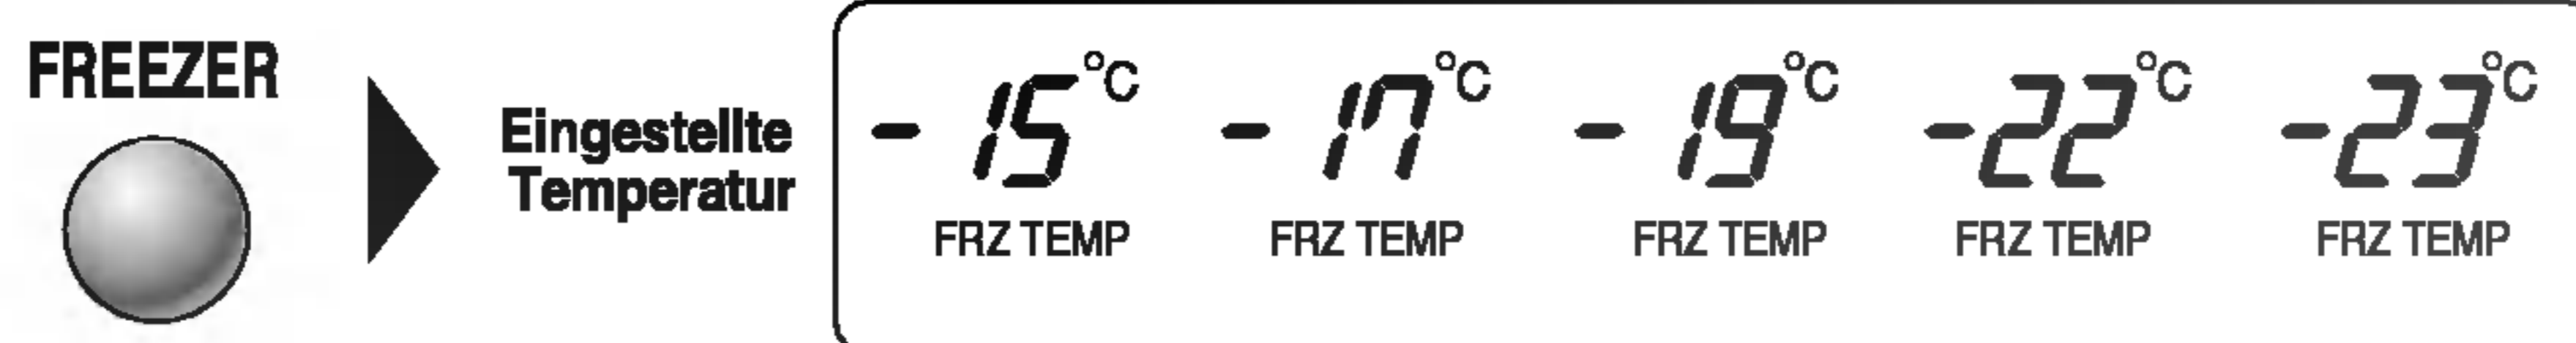 FREEZER
Eingestellte
Temperatur
-15°C -17°C -19°C -22°C -23°C
FRZ TEMP FRZ TEMP FRZ TEMP FRZ TEMP FRZ TEMP